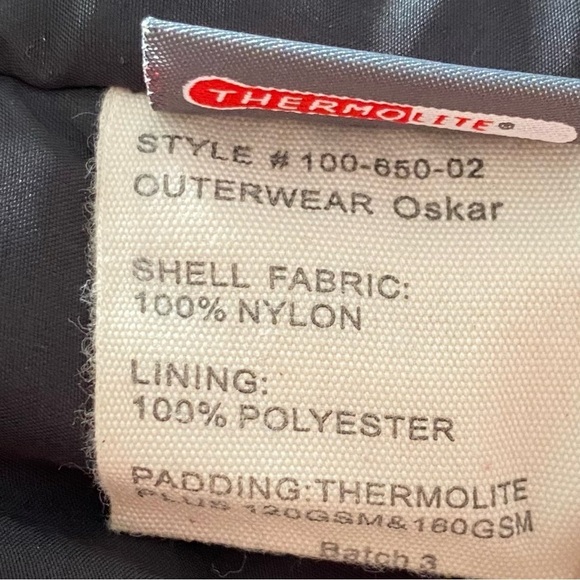 THERMOLITE®
STYLE # 100-650-02
OUTERWEAR Oskar
SHELL FABRIC:
100% NYLON
LINING:
100% POLYESTER
PADDING:THERMOLITE
PLUS 120GSM&160GSM
Batch 3